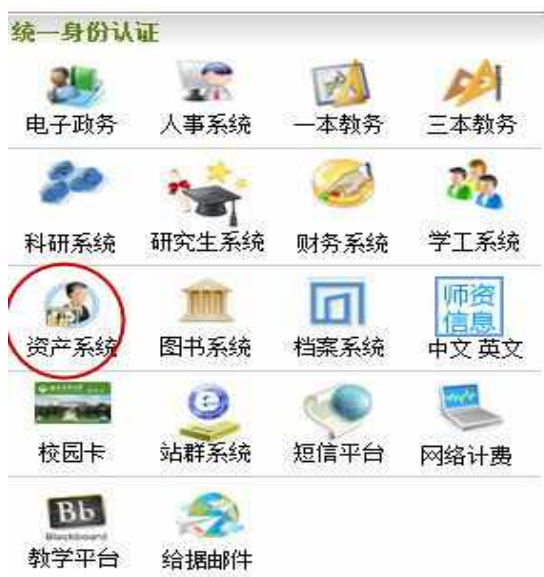 统一身份认证
电子政务 人事系统 一本教务 三本教务
科研系统 研究生系统 财务系统 学工系统
师资
信息
资产系统 图书系统 档案系统 中文 英文
校园卡 站群系统 短信平台 网络计费
Bb
Blackboard
教学平台 给据邮件